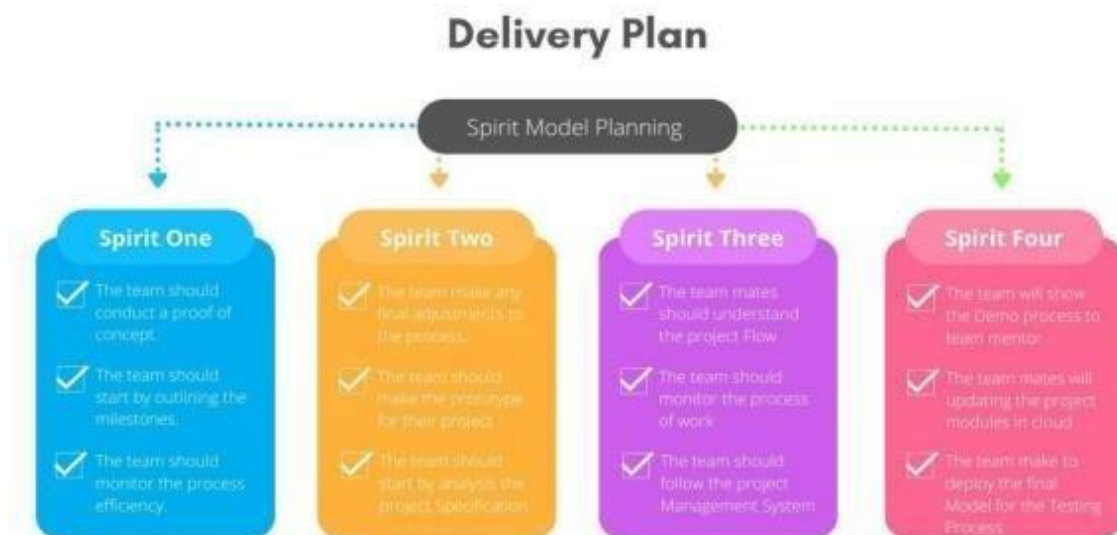 Delivery Plan
Spirit Model Planning
Spirit One
The team should
conduct a proof of
concept.
The team should
start by outlining the
milestones.
The team should
monitor the process
efficiency.
Spirit Two
The team make any
final adjustments to
the process.
The team should
make the prototype
for their project
The team should
start by analysis the
project Specification
Spirit Three
The team mates
should understand
the project Flow
The team should
monitor the process
of work
The team should
follow the project
Management System
Spirit Four
The team will show
the Demo process to
team mentor
The team mates will
updating the project
modules in cloud
The team make to
deploy the final
Model for the Testing
Process